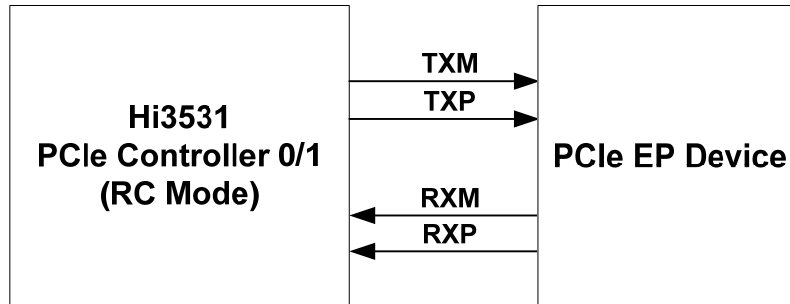 TXM
TXP
Hi3531
PCIe Controller 0/1
(RC Mode)
PCIe EP Device
RXM
RXP